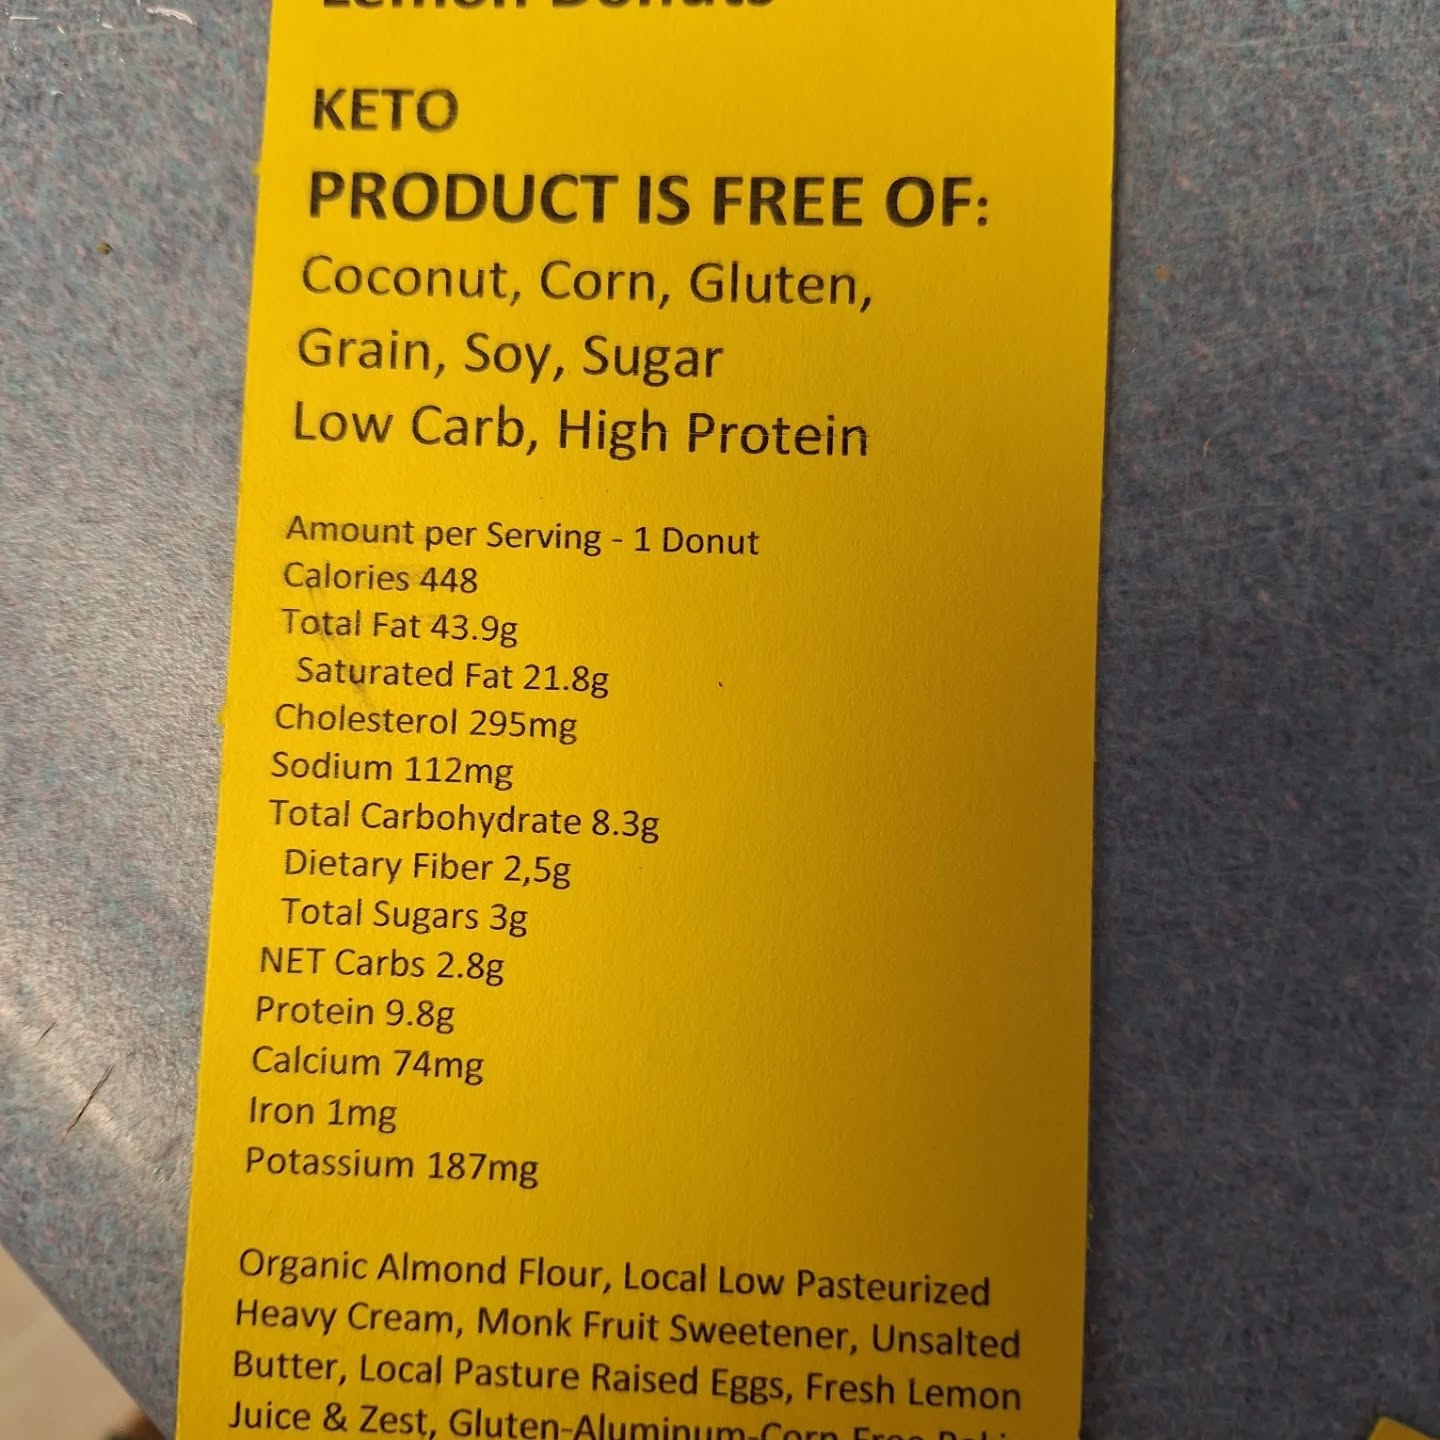 Lemon Donuts
KETO
PRODUCT IS FREE OF:
Coconut, Corn, Gluten,
Grain, Soy, Sugar
Low Carb, High Protein
Amount per Serving - 1 Donut
Calories 448
Total Fat 43.9g
Saturated Fat 21.8g
Cholesterol 295mg
Sodium 112mg
Total Carbohydrate 8.3g
Dietary Fiber 2,5g
Total Sugars 3g
NET Carbs 2.8g
Protein 9.8g
Calcium 74mg
Iron 1mg
Potassium 187mg
Organic Almond Flour, Local Low Pasteurized
Heavy Cream, Monk Fruit Sweetener, Unsalted
Butter, Local Pasture Raised Eggs, Fresh Lemon
Juice & Zest, Gluten-Aluminum-Corn Free